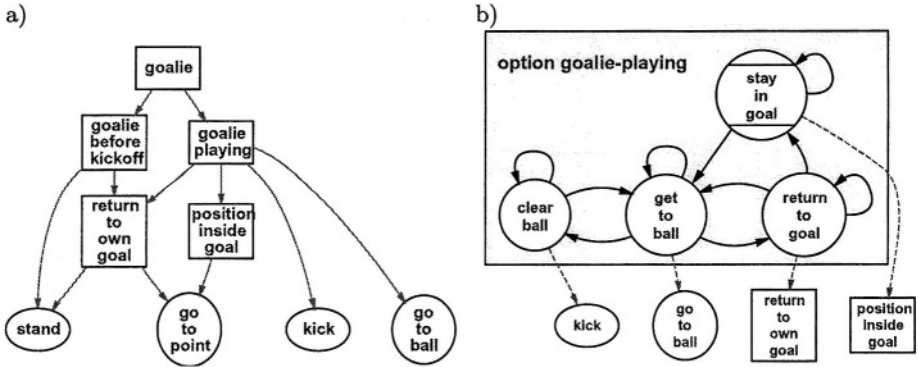 a)
goalie
goalie
before
kickoff
goalie
playing
return
to
own
goal
position
inside
goal
stand
go
to
point
kick
go
to
ball
b)
option goalie-playing
stay
in
goal
clear
ball
get
to
ball
return
to
goal
kick
go
to
ball
return
to
own
goal
position
inside
goal